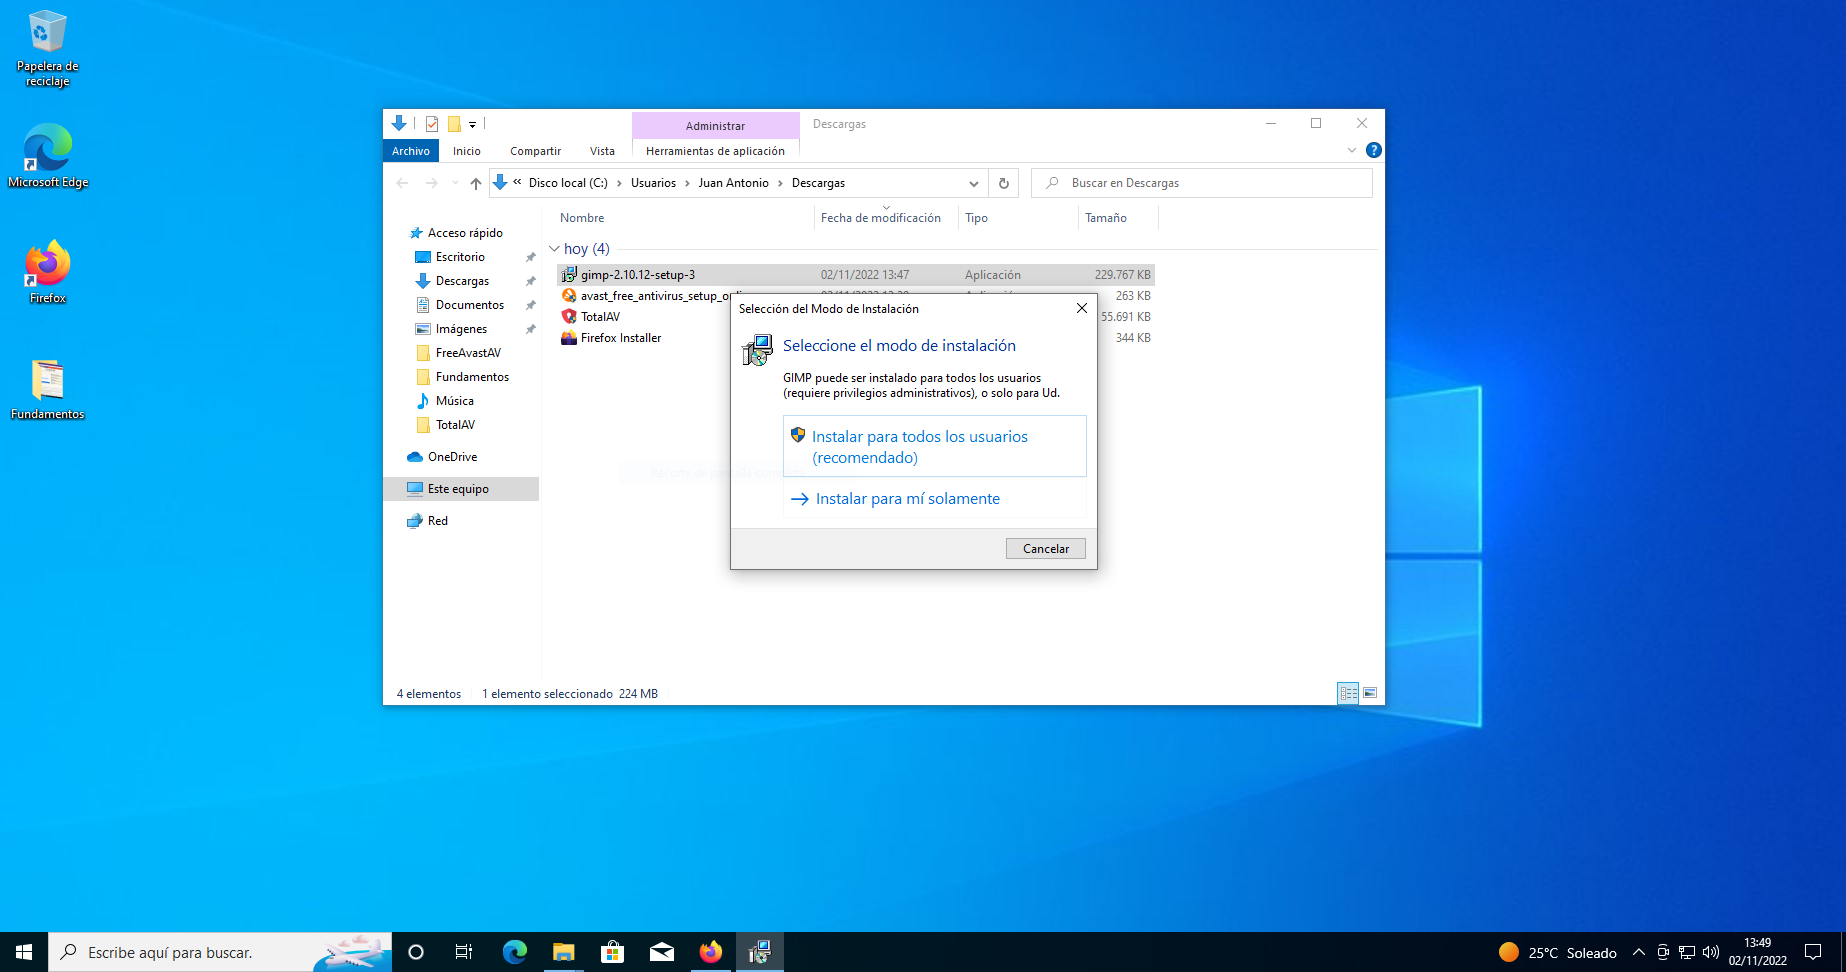 Papelera de
reciclaje
Microsoft Edge
Firefox
Fundamentos
Administrar
Descargas
Archivo
Inicio
Compartir
Vista
Herramientas de aplicación
« Disco local (C:) › Usuarios › Juan Antonio › Descargas
Buscar en Descargas
Nombre
Fecha de modificación
Tipo
Tamaño
Acceso rápido
Escritorio
Descargas
Documentos
Imágenes
FreeAvastAV
Fundamentos
Música
TotalAV
OneDrive
Este equipo
Red
hoy (4)
gimp-2.10.12-setup-3 02/11/2022 13:47 Aplicación 229.767 KB
avast_free_antivirus_setup 263 KB
TotalAV 55.691 KB
Firefox Installer 344 KB
Selección del Modo de Instalación
Seleccione el modo de instalación
GIMP puede ser instalado para todos los usuarios
(requiere privilegios administrativos), o solo para Ud.
Instalar para todos los usuarios
(recomendado)
Instalar para mí solamente
Cancelar
4 elementos
1 elemento seleccionado 224 MB
Escribe aquí para buscar.
25°C Soleado
13:49
02/11/2022